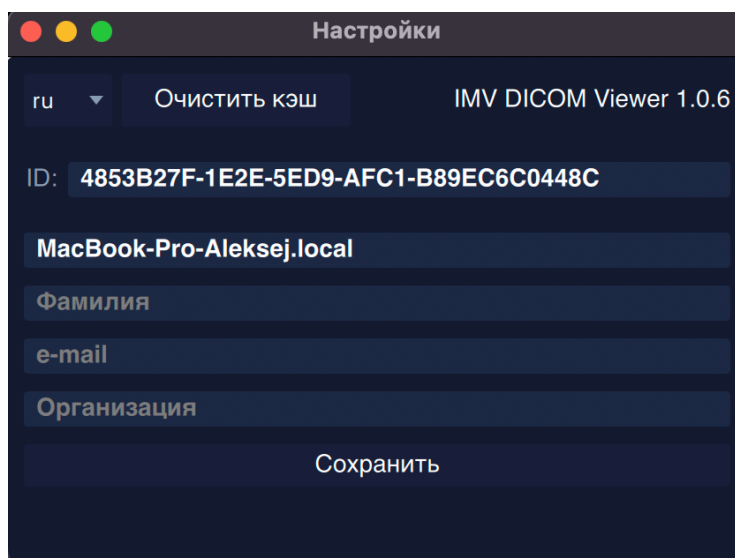 Настройки
ru Очистить кэш IMV DICOM Viewer 1.0.6
ID: 4853B27F-1E2E-5ED9-AFC1-B89EC6C0448C
MacBook-Pro-Aleksej.local
Фамилия
e-mail
Организация
Сохранить